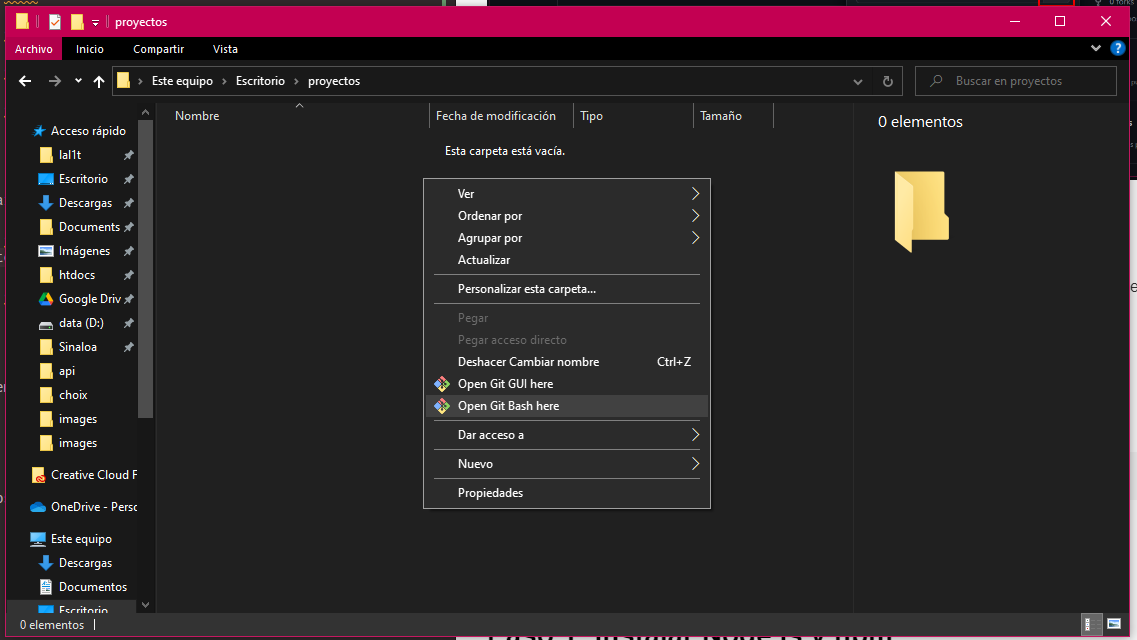 0 forks
proyectos
Archivo Inicio Compartir Vista
Este equipo Escritorio proyectos
Buscar en proyectos
Nombre Fecha de modificación Tipo Tamaño
Esta carpeta está vacía.
0 elementos
Acceso rápido
lal1t
Escritorio
Descargas
Documents
Imágenes
htdocs
Google Driv
data (D:)
Sinaloa
api
choix
images
images
Creative Cloud F
OneDrive - Perso
Este equipo
Descargas
Documentos
Escritorio
Ver
Ordenar por
Agrupar por
Actualizar
Personalizar esta carpeta...
Pegar
Pegar acceso directo
Deshacer Cambiar nombre Ctrl+Z
Open Git GUI here
Open Git Bash here
Dar acceso a
Nuevo
Propiedades
0 elementos